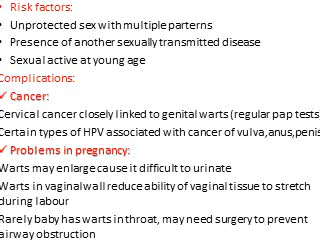 • Risk factors:
• Unprotected sex with multiple parterns
• Presence of another sexually transmitted disease
• Sexual active at young age
Complications:
✓ Cancer:
Cervical cancer closely linked to genital warts (regular pap tests)
Certain types of HPV associated with cancer of vulva,anus,penis
✓ Problems in pregnancy:
Warts may enlarge cause it difficult to urinate
Warts in vaginal wall reduce ability of vaginal tissue to stretch
during labour
Rarely baby has warts in throat, may need surgery to prevent
airway obstruction